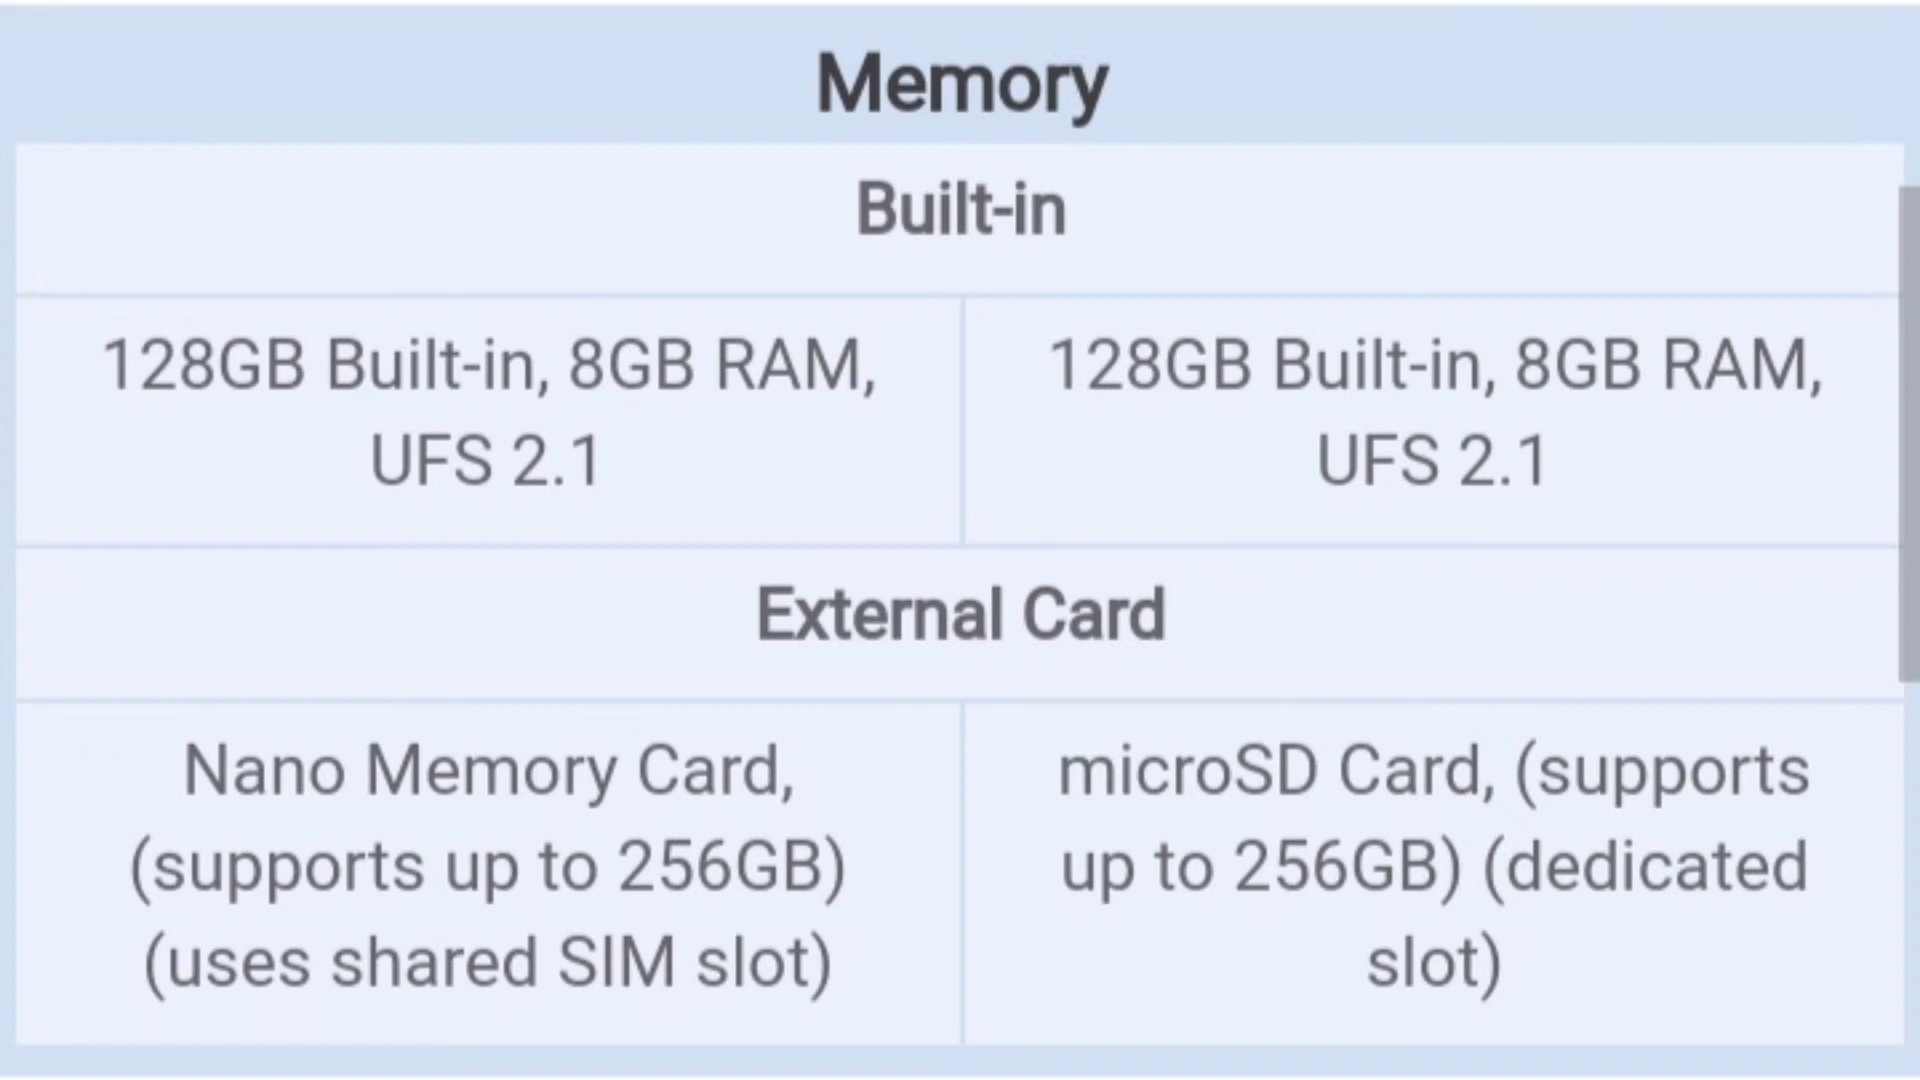 Memory
Built-in
128GB Built-in, 8GB RAM,
UFS 2.1
128GB Built-in, 8GB RAM,
UFS 2.1
External Card
Nano Memory Card,
(supports up to 256GB)
(uses shared SIM slot)
microSD Card, (supports
up to 256GB) (dedicated
slot)